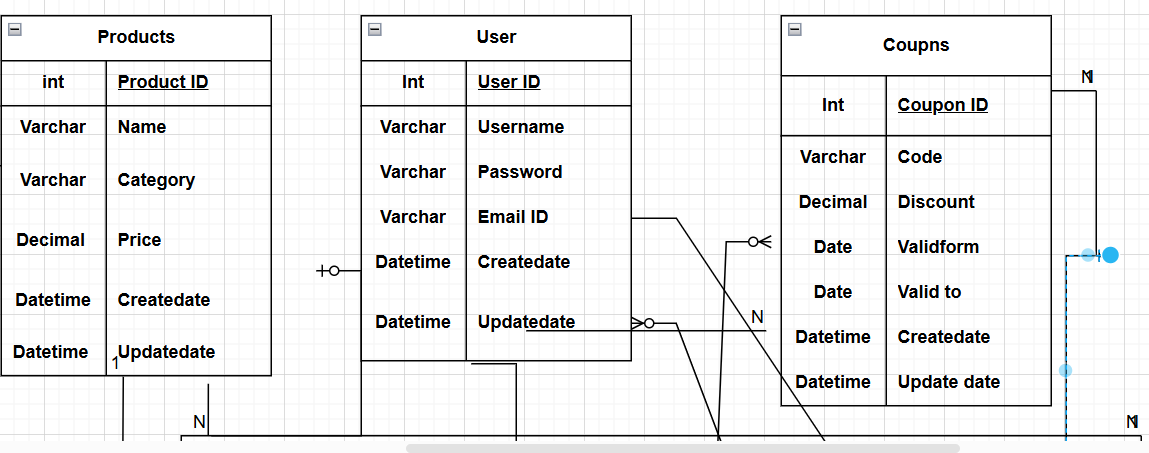 Products
int Product ID
Varchar Name
Varchar Category
Decimal Price
Datetime Createdate
Datetime Updatedate
1
N
User
Int User ID
Varchar Username
Varchar Password
Varchar Email ID
Datetime Createdate
Datetime Updatedate
N
Coupns
Int Coupon ID
Varchar Code
Decimal Discount
Date Validform
Date Valid to
Datetime Createdate
Datetime Update date